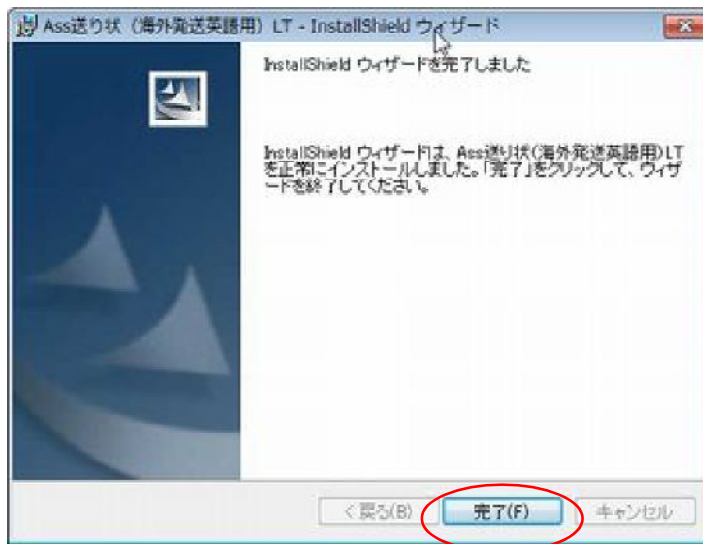 Ass送り状（海外発送英語用）LT - InstallShield ウィザード
InstallShield ウィザードを完了しました
InstallShield ウィザードは、Ass送り状(海外発送英語用)LT
を正常にインストールしました。「完了」をクリックして、ウィザ
ードを終了してください。
< 戻る(B)
完了(F)
キャンセル